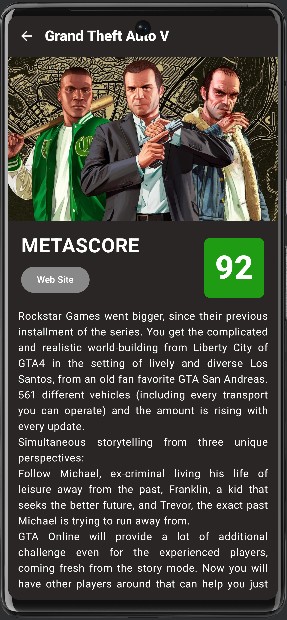 Grand Theft Auto V
METASCORE
92
Web Site
Rockstar Games went bigger, since their previous
installment of the series. You get the complicated
and realistic world-building from Liberty City of
GTA4 in the setting of lively and diverse Los
Santos, from an old fan favorite GTA San Andreas.
561 different vehicles (including every transport
you can operate) and the amount is rising with
every update.
Simultaneous storytelling from three unique
perspectives:
Follow Michael, ex-criminal living his life of
leisure away from the past, Franklin, a kid that
seeks the better future, and Trevor, the exact past
Michael is trying to run away from.
GTA Online will provide a lot of additional
challenge even for the experienced players,
coming fresh from the story mode. Now you will
have other players around that can help you just